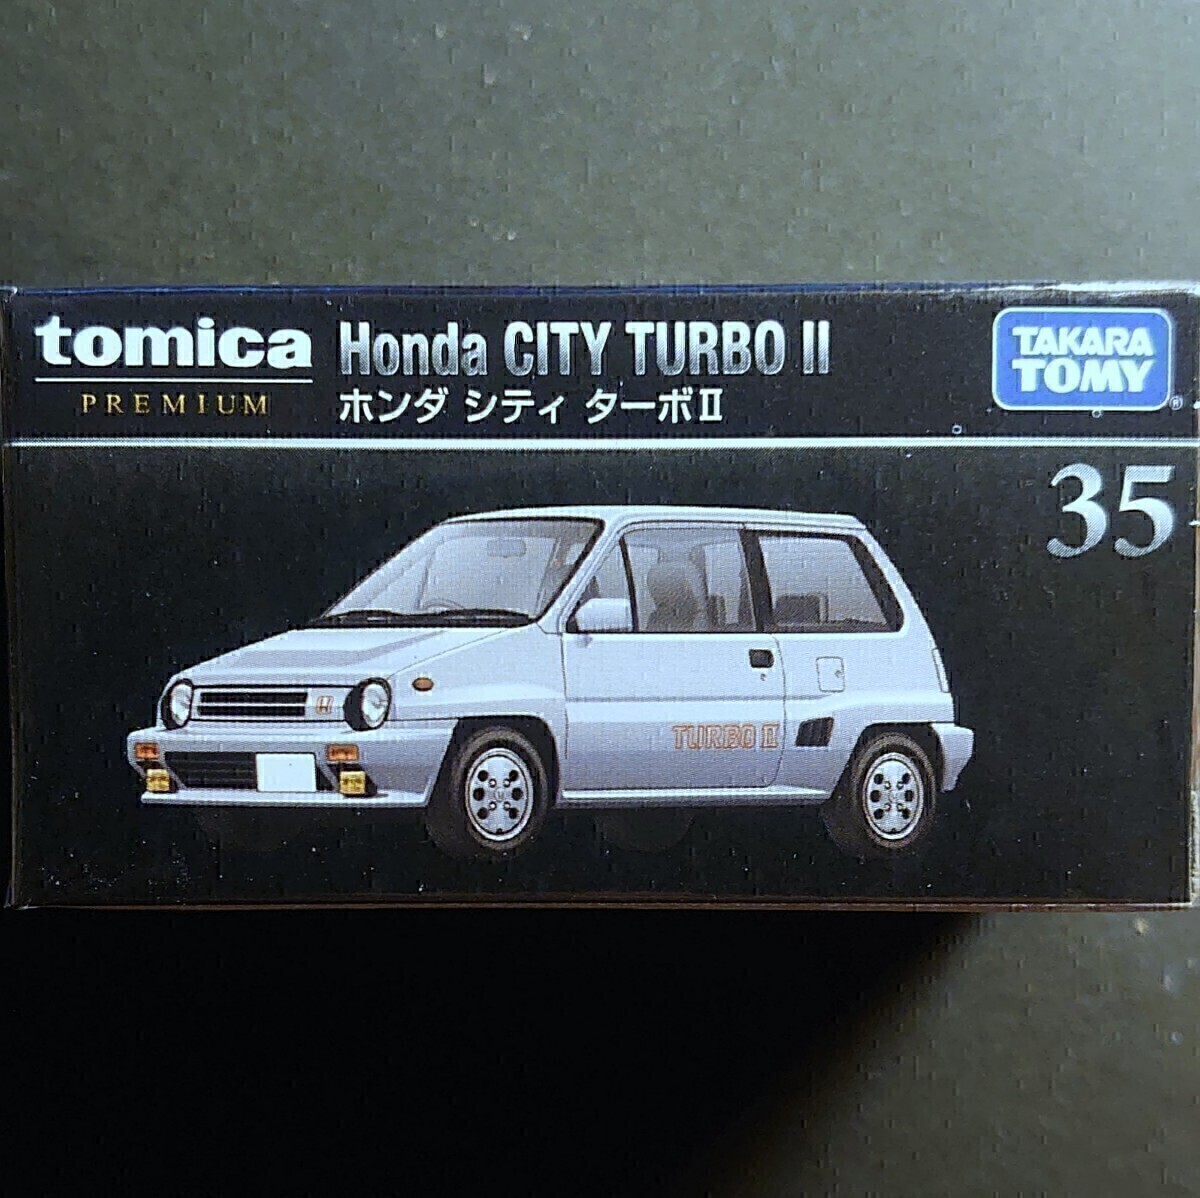 tomica
PREMIUM
Honda CITY TURBO II
ホンダ シティ ターボII
TAKARA
TOMY
®
35
TURBO II